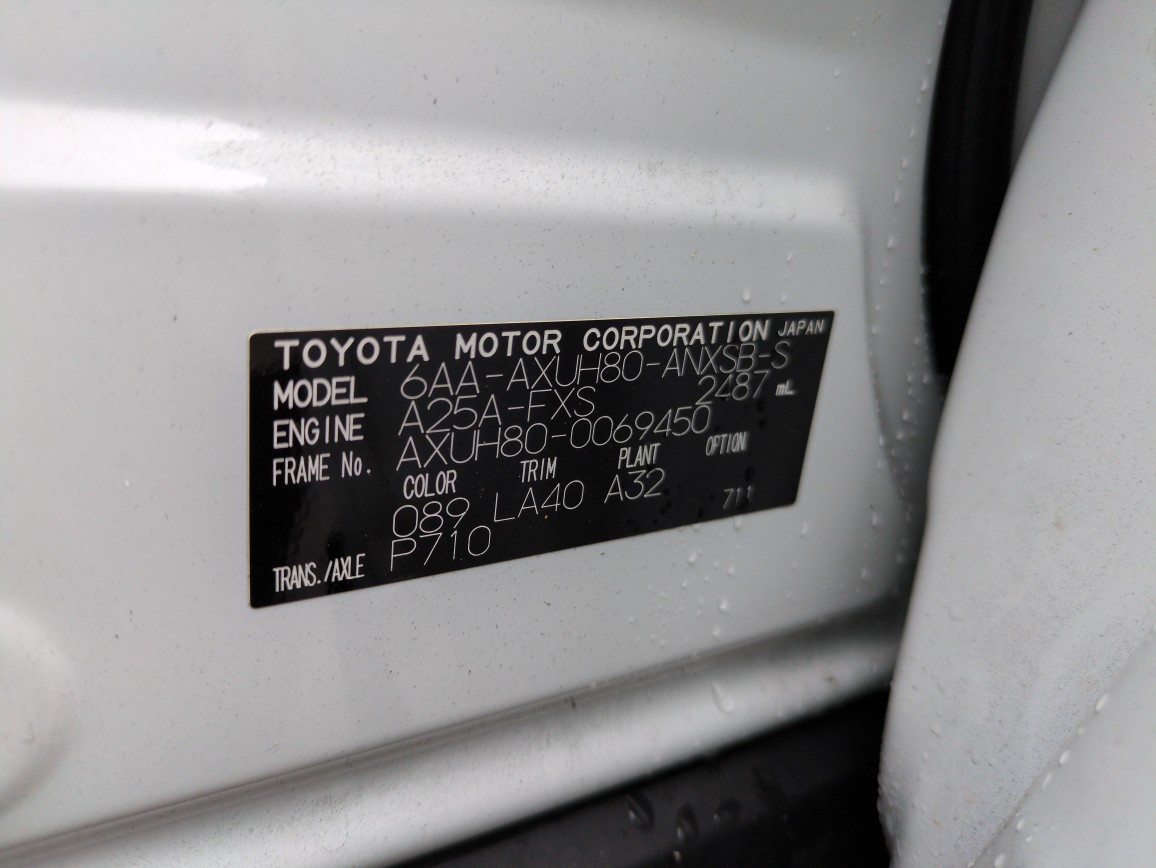 TOYOTA MOTOR CORPORATION JAPAN
MODEL 6AA-AXUH80-ANXSB-S
ENGINE A25A-FXS 2487 mL
FRAME No. AXUH80-0069450
COLOR TRIM PLANT OPTION
089 LA40 A32 711
TRANS./AXLE P710